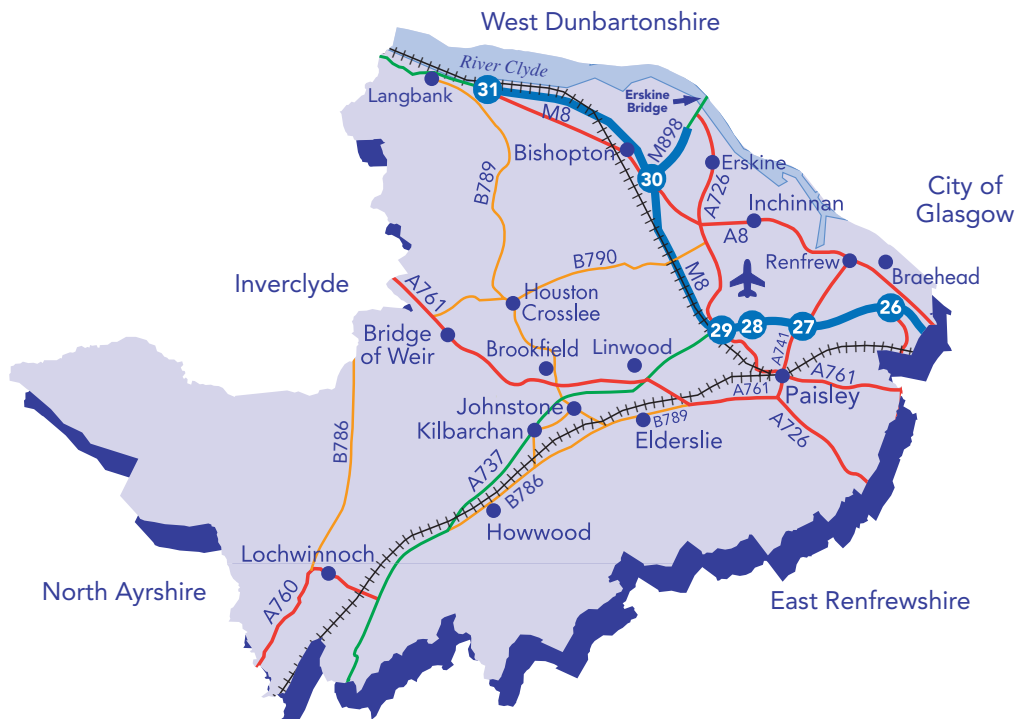 West Dunbartonshire
River Clyde
Langbank
31
M8
Erskine
Bridge
M898
Bishopton
30
Erskine
B789
A726
Inchinnan
City of
Glasgow
A8
B790
Renfrew
Braehead
M8
Inverclyde
A761
Houston
Crosslee
26
29
28
27
Bridge
of Weir
Brookfield
Linwood
A741
A761
A761
Paisley
Johnstone
B789
Kilbarchan
Elderslie
A726
B786
A737
B786
Howwood
Lochwinnoch
North Ayrshire
A760
East Renfrewshire